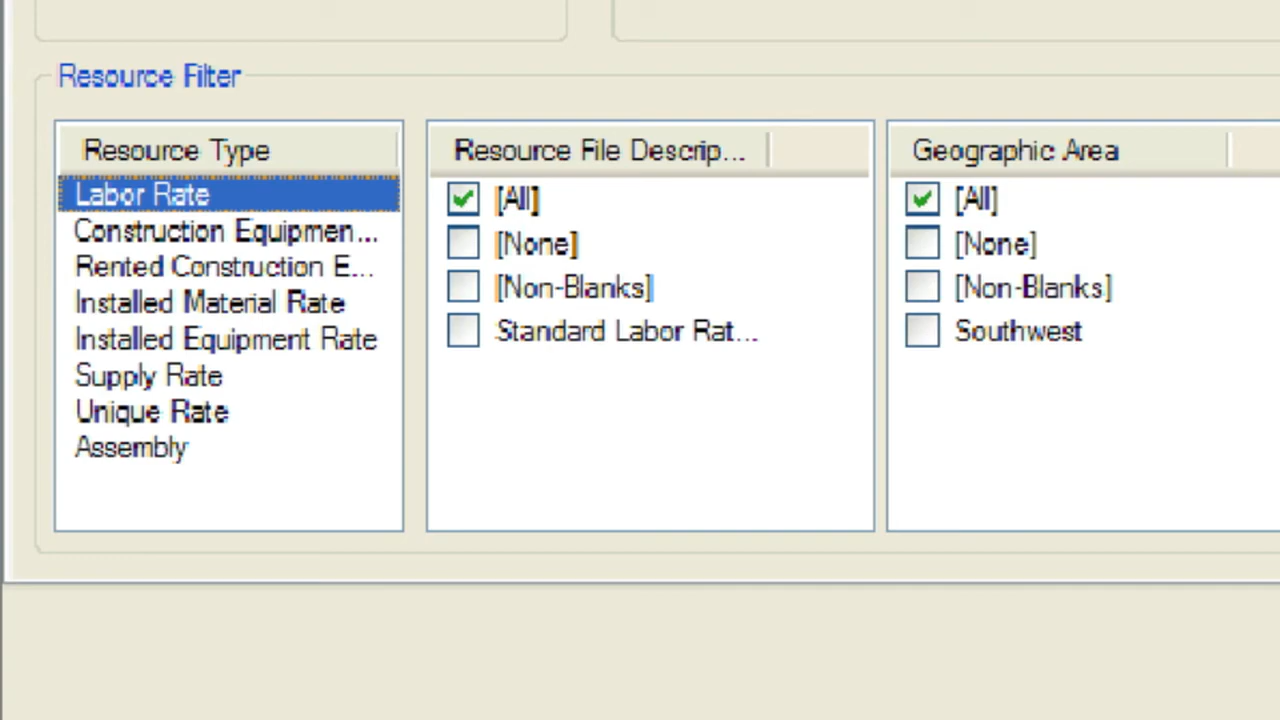 Resource Filter
Resource Type
Labor Rate
Construction Equipmen...
Rented Construction E...
Installed Material Rate
Installed Equipment Rate
Supply Rate
Unique Rate
Assembly
Resource File Descrip...
[All]
[None]
[Non-Blanks]
Standard Labor Rat...
Geographic Area
[All]
[None]
[Non-Blanks]
Southwest